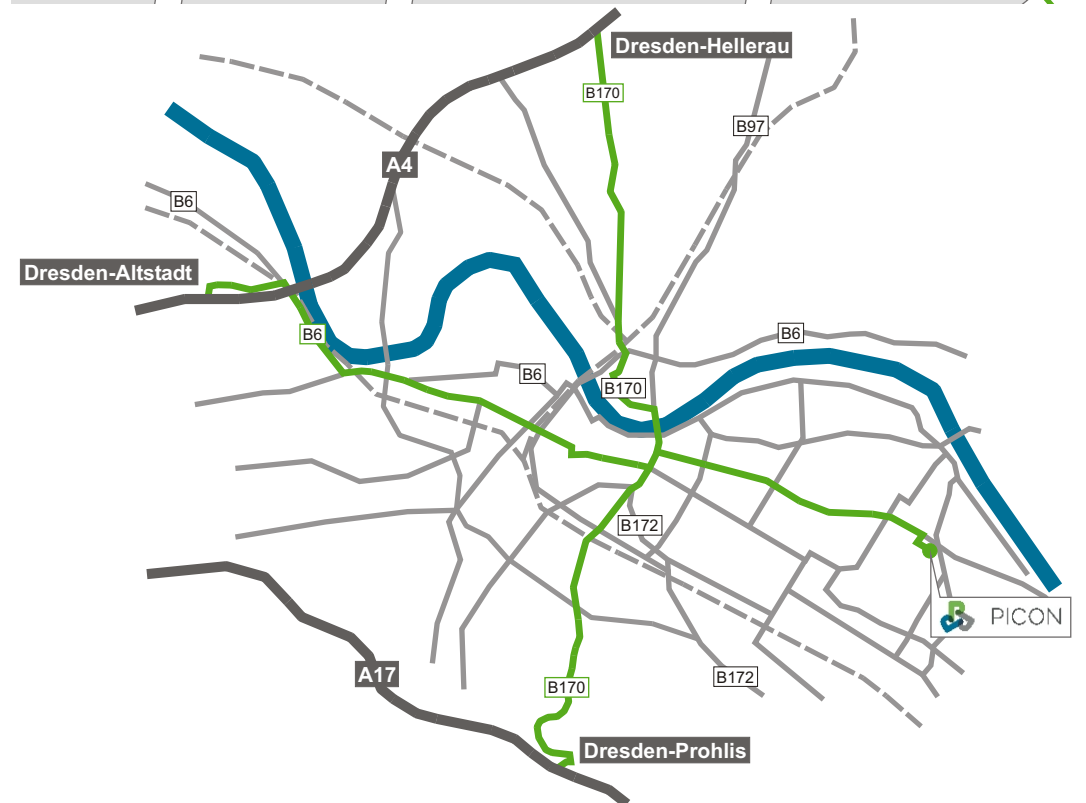 Dresden-Hellerau
B170
B97
A4
B6
Dresden-Altstadt
B6
B6
B6
B170
B172
PICON
A17
B172
B170
Dresden-Prohlis